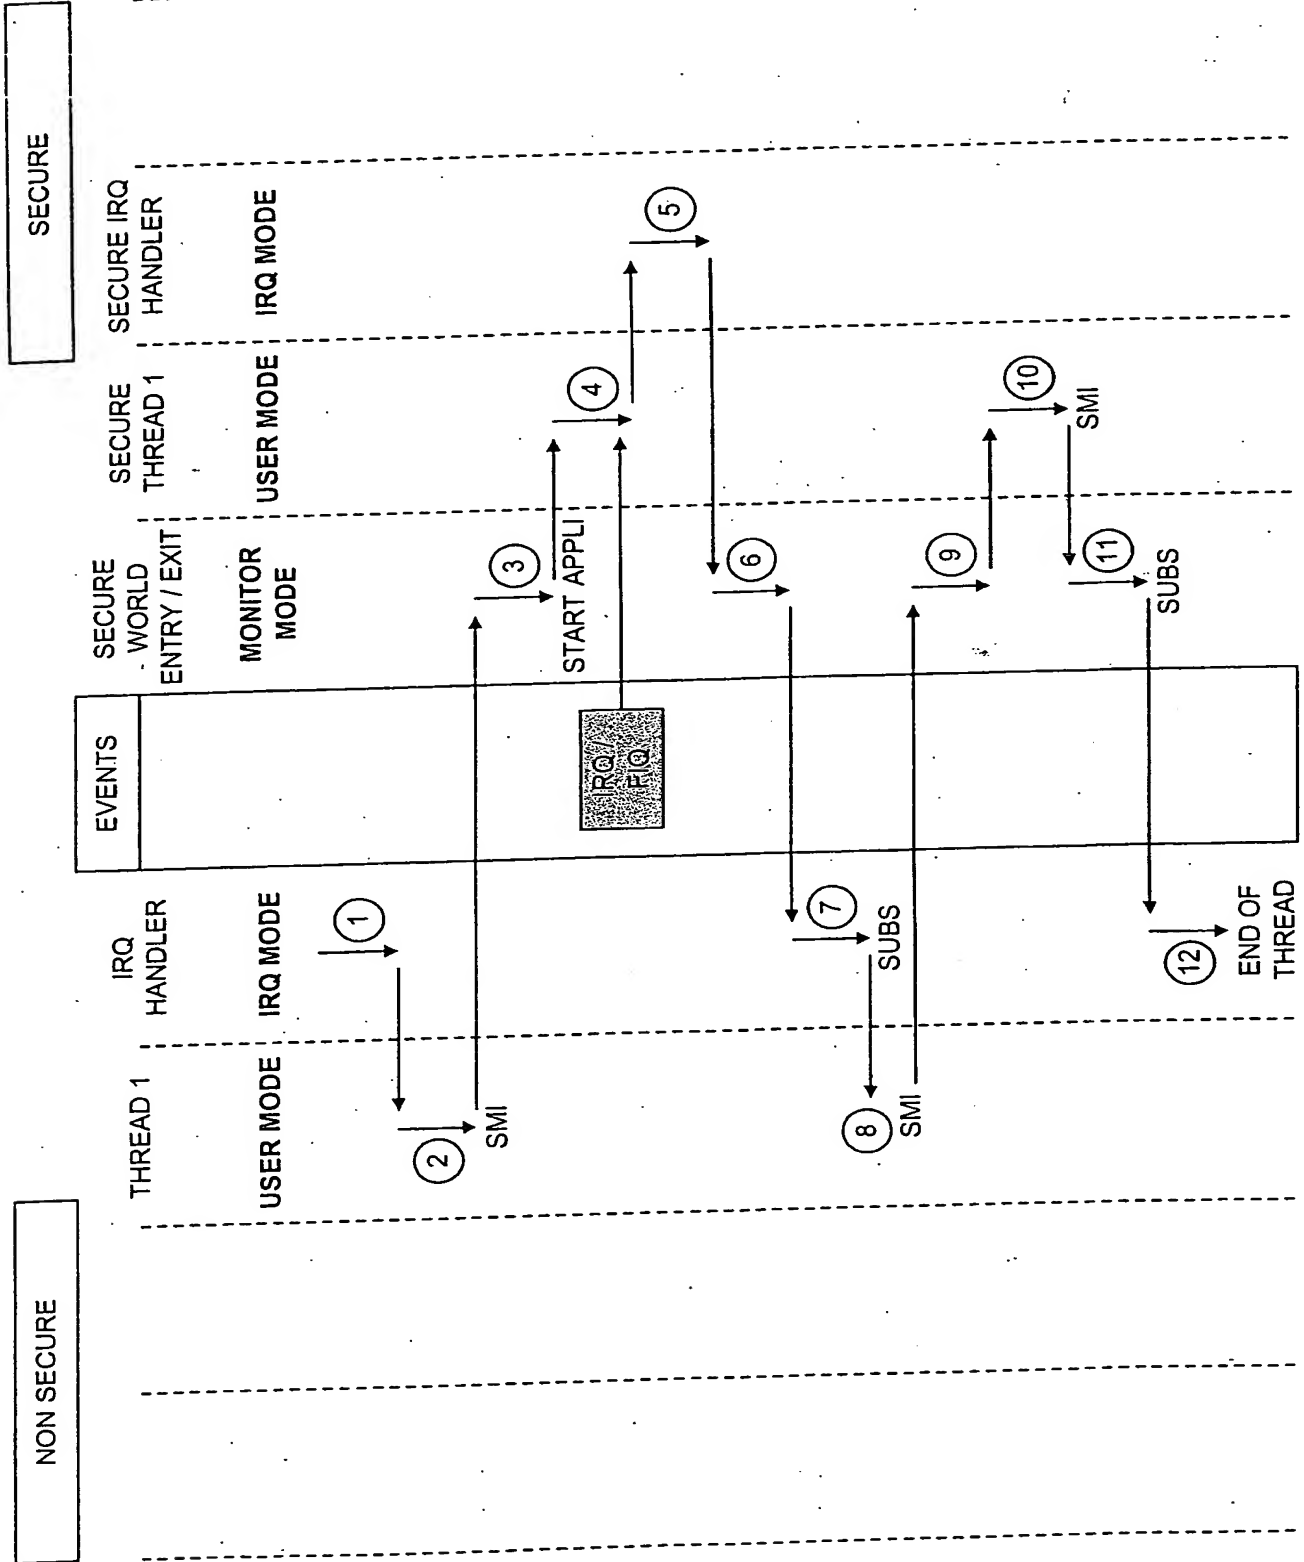 NON SECURE
SECURE
THREAD 1
USER MODE
IRQ
HANDLER
IRQ MODE
EVENTS
SECURE
WORLD
ENTRY / EXIT
MONITOR
MODE
SECURE
THREAD 1
USER MODE
SECURE IRQ
HANDLER
IRQ MODE
1
2
SMI
3
START APPLI
4
IRQ /
FIQ
5
6
7
SUBS
8
SMI
9
10
SMI
11
SUBS
12
END OF
THREAD